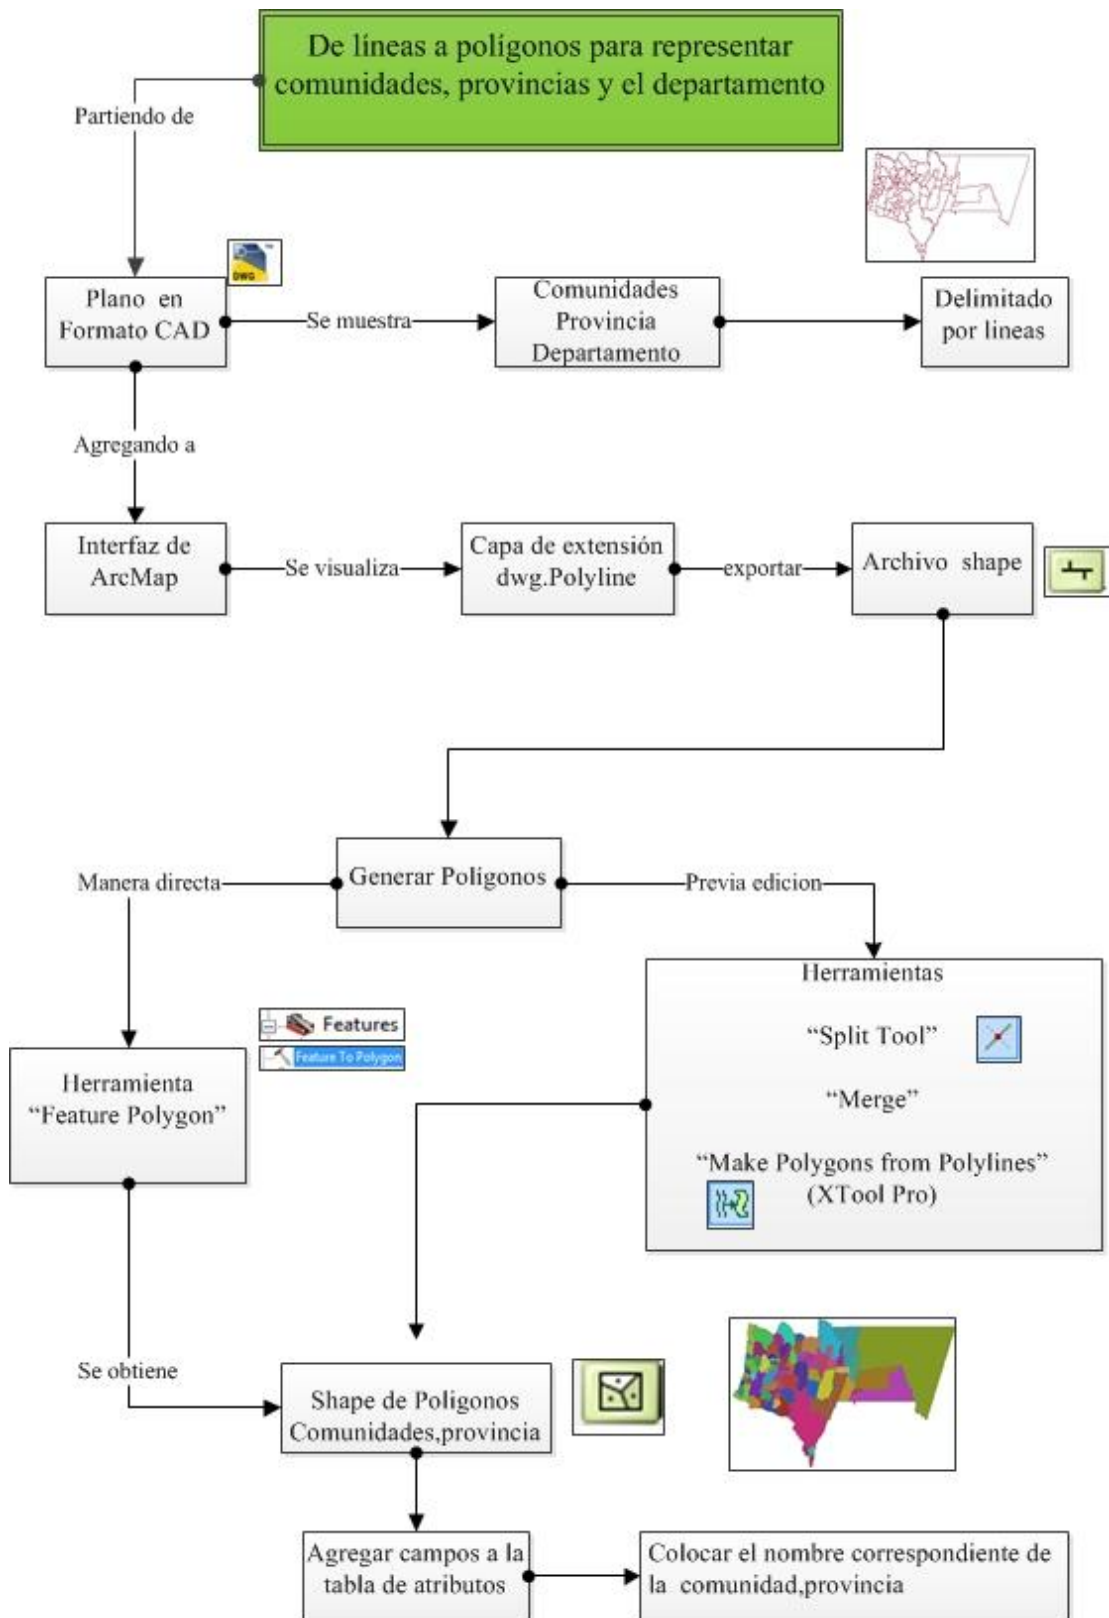 De líneas a polígonos para representar
comunidades, provincias y el departamento
Partiendo de
DWG
Plano en
Formato CAD
Se muestra
Comunidades
Provincia
Departamento
Delimitado
por lineas
Agregando a
Interfaz de
ArcMap
Se visualiza
Capa de extensión
dwg.Polyline
exportar
Archivo shape
Generar Polígonos
Manera directa
Previa edicion
Herramientas
“Split Tool”
“Merge”
“Make Polygons from Polylines”
(XTool Pro)
Features
Feature To Polygon
Herramienta
“Feature Polygon”
Se obtiene
Shape de Poligonos
Comunidades,provincia
Agregar campos a la
tabla de atributos
Colocar el nombre correspondiente de
la comunidad,provincia